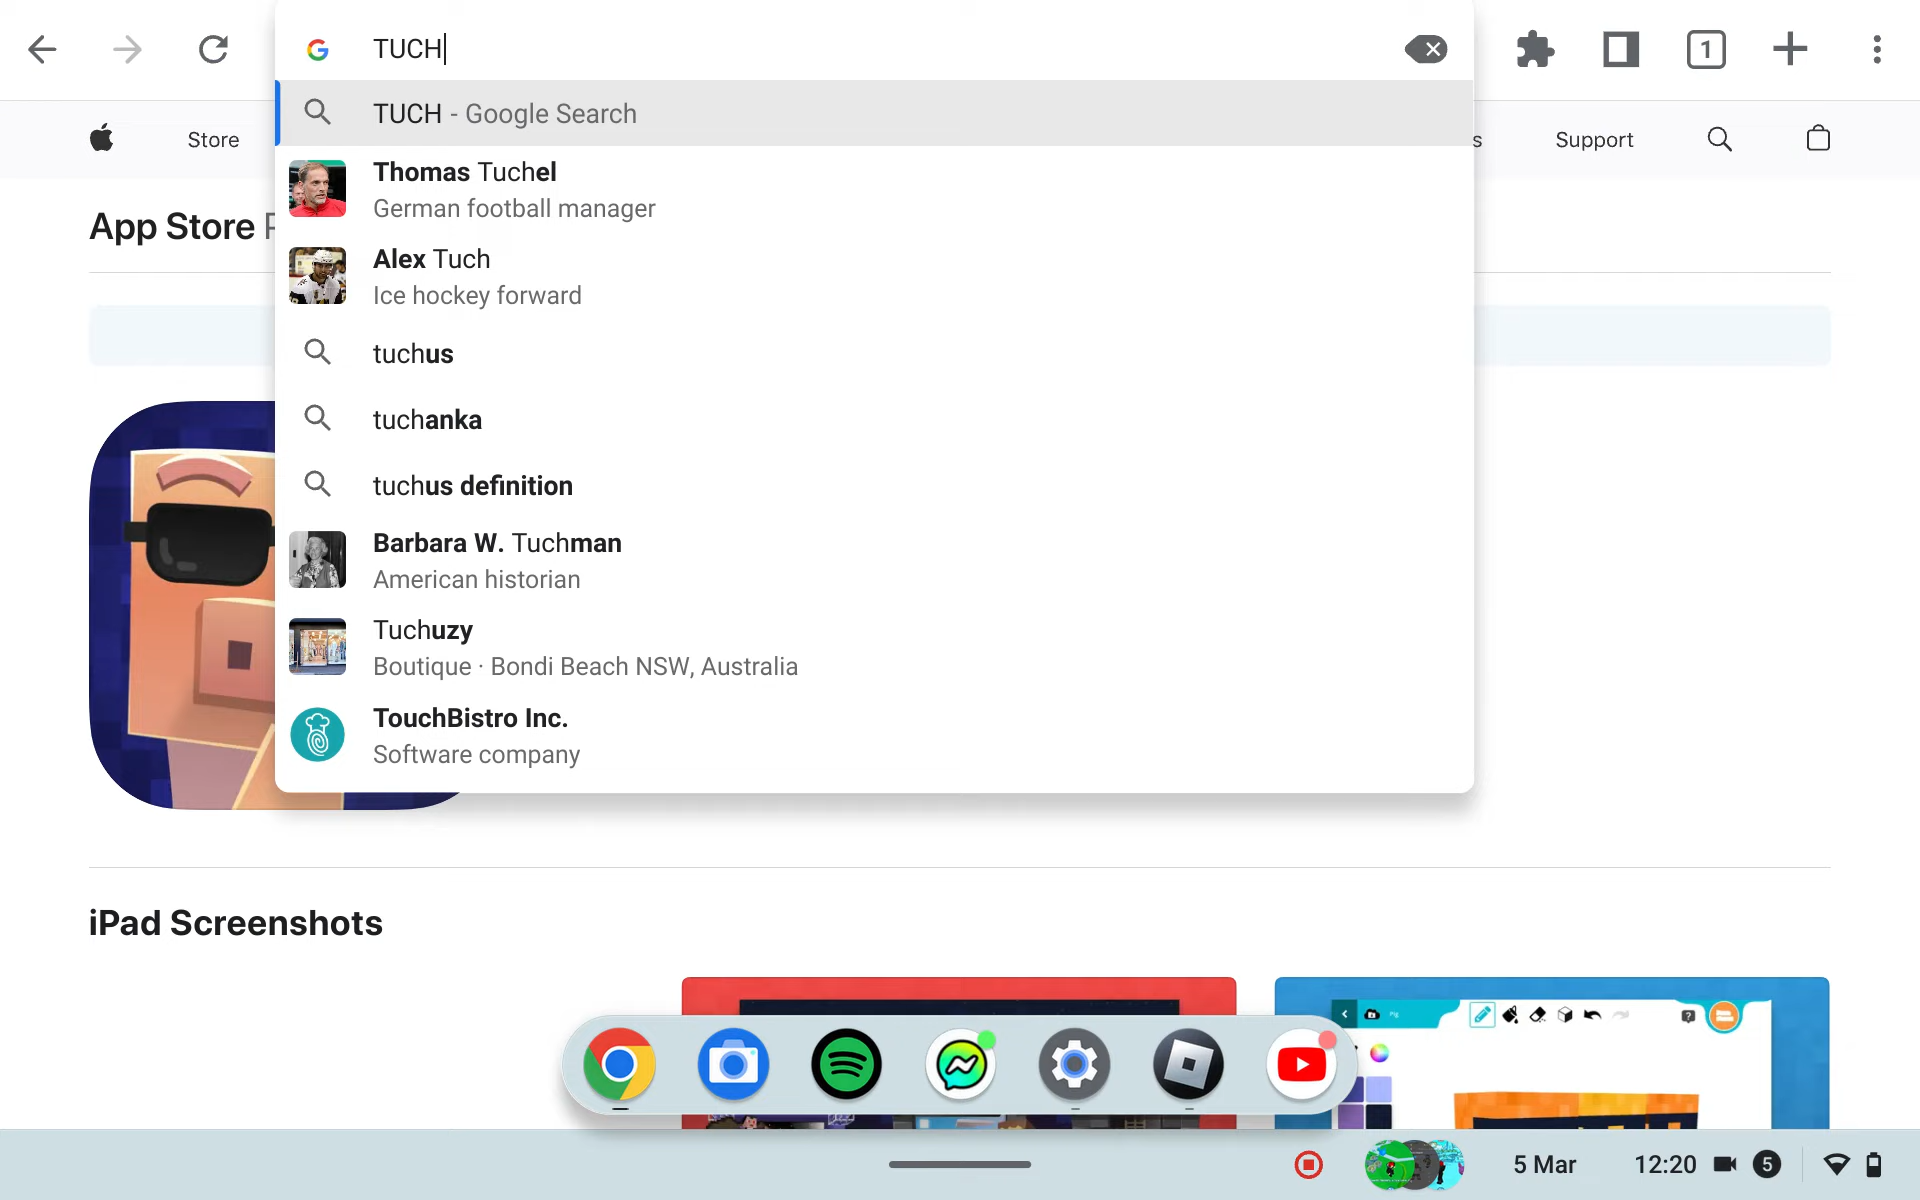 TUCH
1
TUCH - Google Search
Store
Support
Thomas Tuchel
German football manager
App Store
Alex Tuch
Ice hockey forward
tuchus
tuchanka
tuchus definition
Barbara W. Tuchman
American historian
Tuchuzy
Boutique · Bondi Beach NSW, Australia
TouchBistro Inc.
Software company
iPad Screenshots
Pig
5 Mar
12:20
5